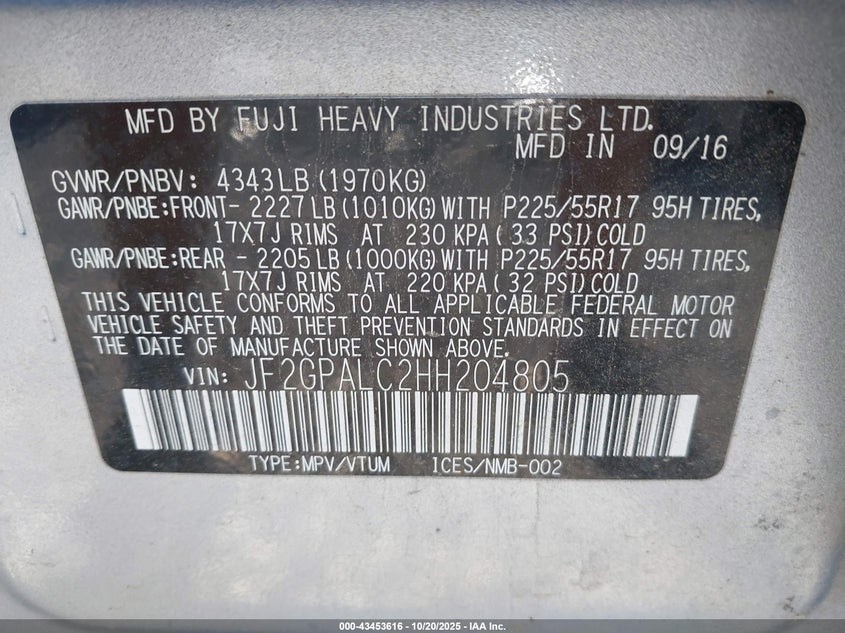 MFD BY FUJI HEAVY INDUSTRIES LTD.
MFD IN 09/16
GVWR/PNBV: 4343LB (1970KG)
GAWR/PNBE:FRONT- 2227LB (1010KG) WITH P225/55R17 95H TIRES,
17X7J RIMS AT 230 KPA ( 33 PSI) COLD
GAWR/PNBE:REAR - 2205LB (1000KG) WITH P225/55R17 95H TIRES,
17X7J RIMS AT 220 KPA ( 32 PSI) COLD
THIS VEHICLE CONFORMS TO ALL APPLICABLE FEDERAL MOTOR
VEHICLE SAFETY AND THEFT PREVENTION STANDARDS IN EFFECT ON
THE DATE OF MANUFACTURE SHOWN ABOVE.
VIN: JF2GPALC2HH204805
TYPE:MPV/VTUM ICES/NMB-002
000-43453616 - 10/20/2025 - IAA Inc.